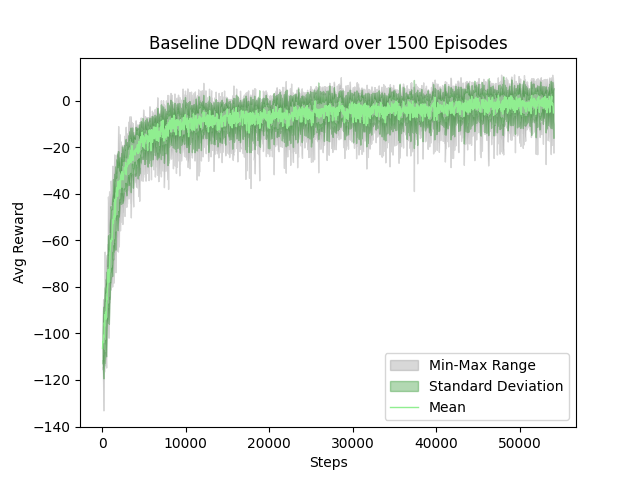 Baseline DDQN reward over 1500 Episodes
0
−20
−40
−60
−80
−100
−120
−140
Avg Reward
0 10000 20000 30000 40000 50000
Steps
Min-Max Range
Standard Deviation
Mean